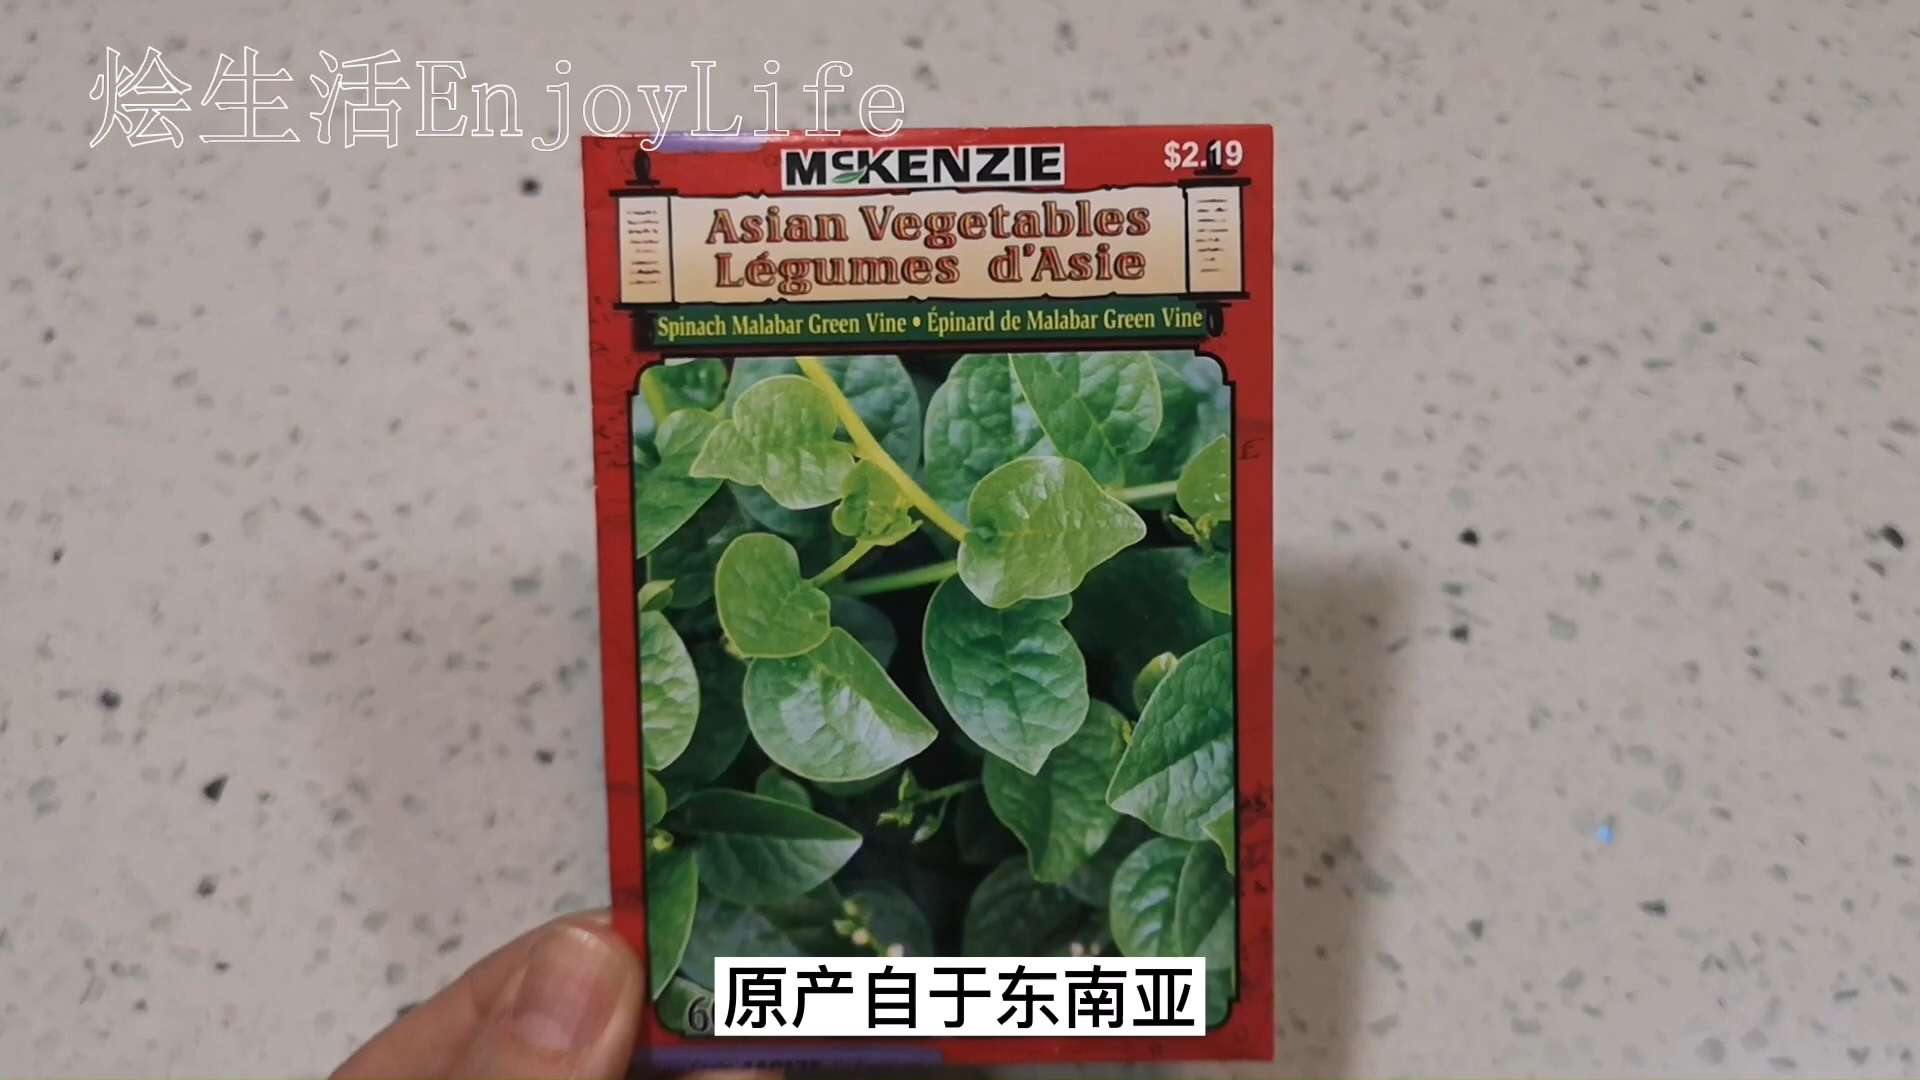 烩生活EnjoyLife
McKENZIE
$2.19
Asian Vegetables
Légumes d'Asie
Spinach Malabar Green Vine • Épinard de Malabar Green Vine
原产自于东南亚